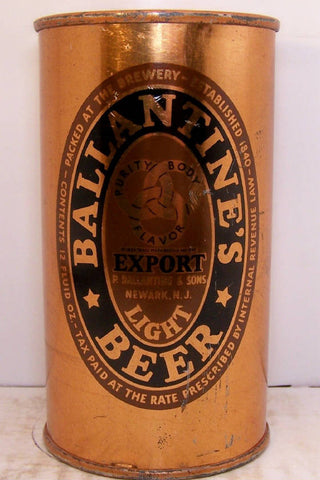 PACKED AT THE BREWERY - ESTABLISHED 1840 -
CONTENTS 12 FLUID OZ - TAX PAID AT THE RATE PRESCRIBED BY INTERNAL REVENUE LAW
BALLANTINE'S
PURITY BODY
FLAVOR
EXPORT
P. BALLANTINE & SONS
NEWARK, N.J.
LIGHT
BEER